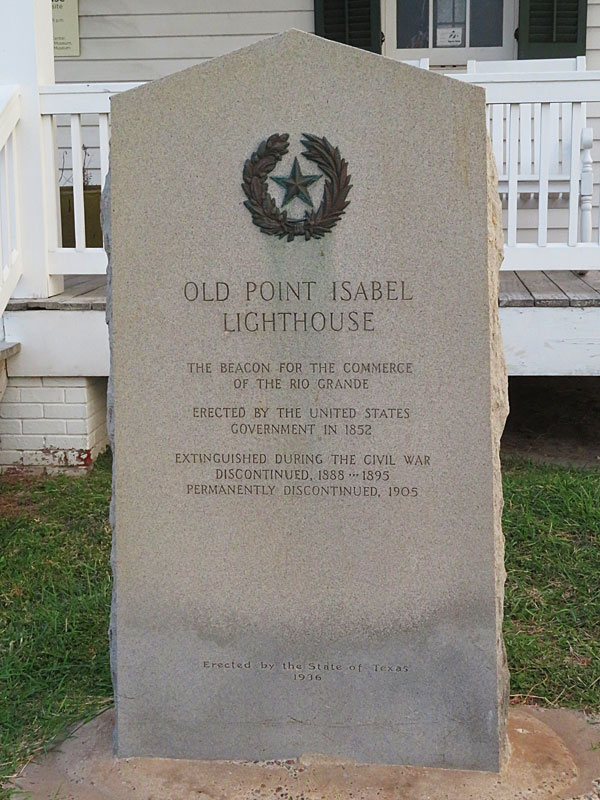 OLD POINT ISABEL
LIGHTHOUSE
THE BEACON FOR THE COMMERCE
OF THE RIO GRANDE
ERECTED BY THE UNITED STATES
GOVERNMENT IN 1852
EXTINGUISHED DURING THE CIVIL WAR
DISCONTINUED, 1888···1895
PERMANENTLY DISCONTINUED, 1905
Erected by the State of Texas
1936